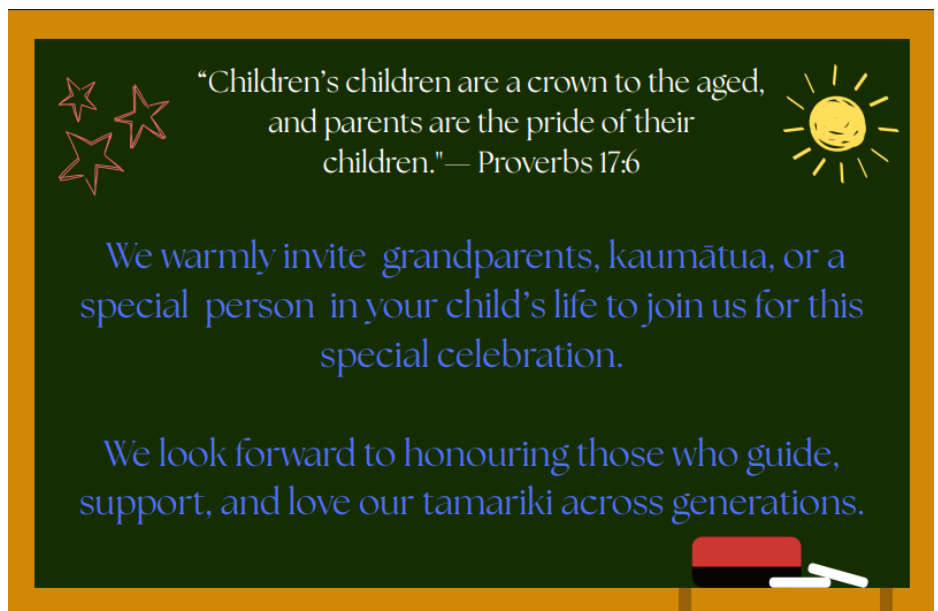 “Children’s children are a crown to the aged,
and parents are the pride of their
children."— Proverbs 17:6
We warmly invite  grandparents, kaumātua, or a
special  person  in your child’s life to join us for this
special celebration.
We look forward to honouring those who guide,
support, and love our tamariki across generations.